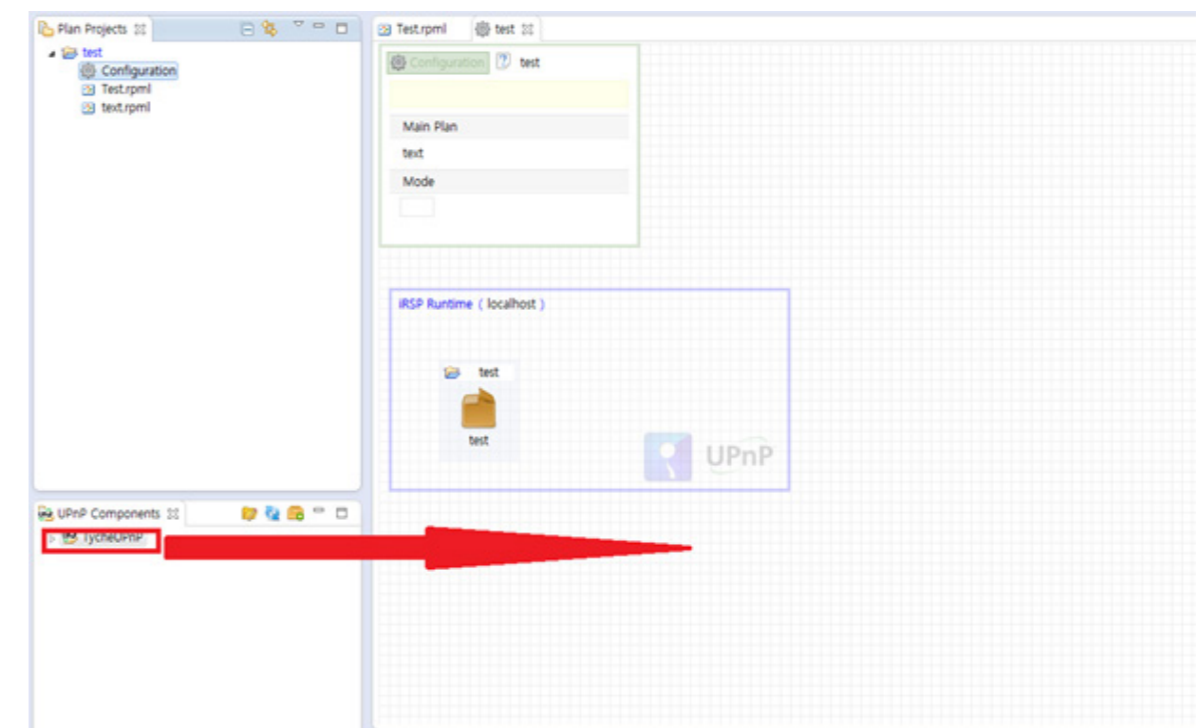 Plan Projects
test
Configuration
Test.rpml
text.rpml
UPnP Components
TycheUPnP
Test.rpml test
Configuration test
Main Plan
text
Mode
iRSP Runtime ( localhost )
test
test
UPnP